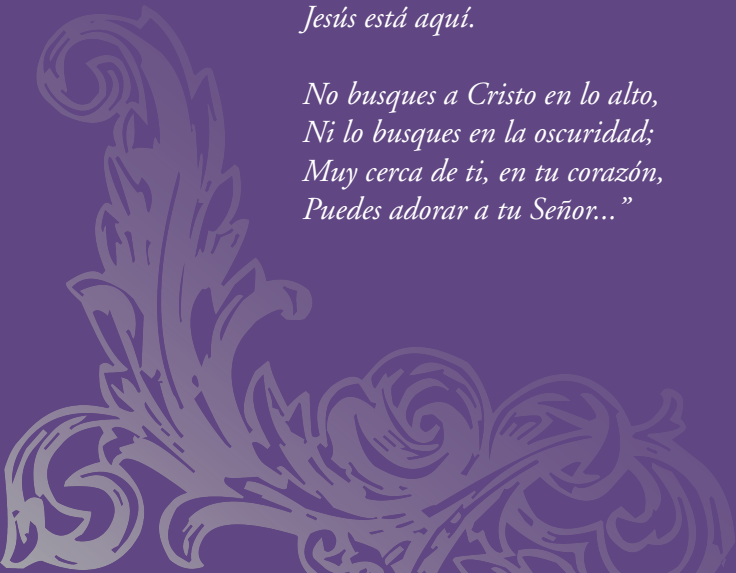 Jesús está aquí.
No busques a Cristo en lo alto,
Ni lo busques en la oscuridad;
Muy cerca de ti, en tu corazón,
Puedes adorar a tu Señor...”